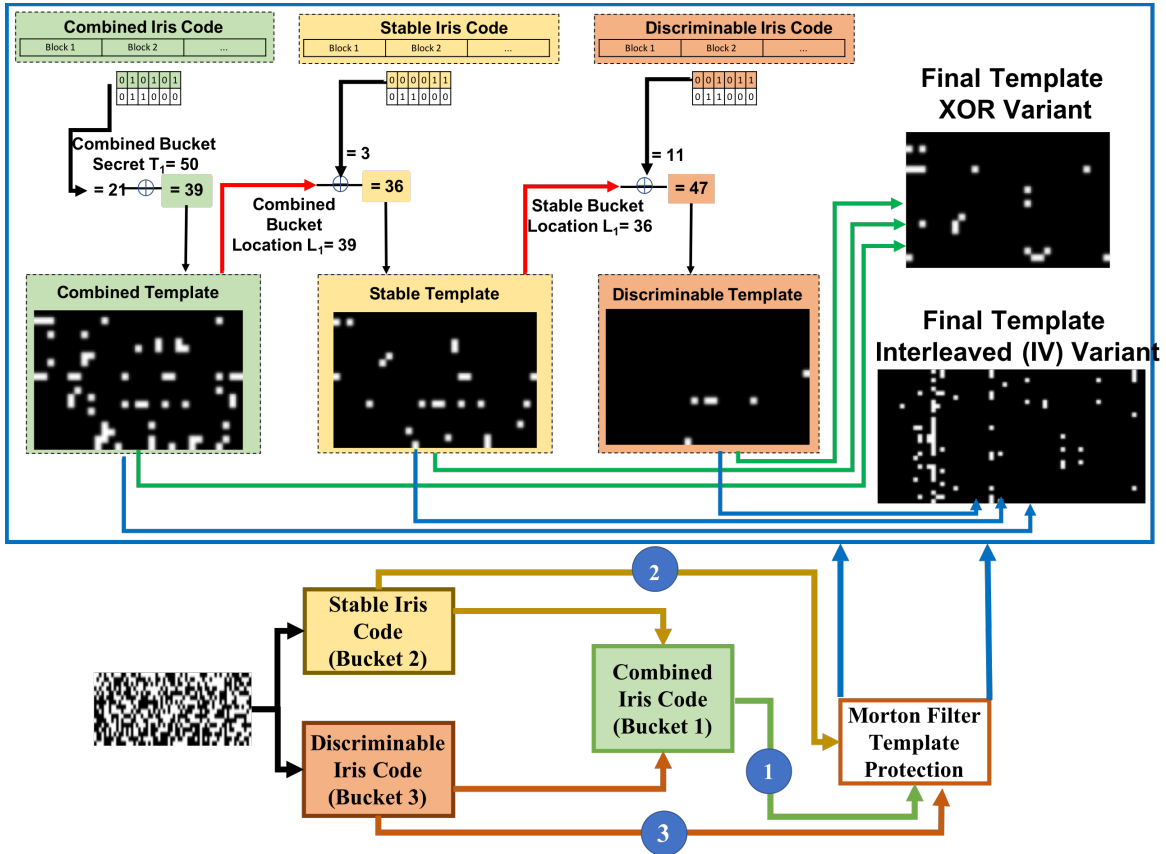 Combined Iris Code
Block 1 Block 2 ...
0 1 0 1 0 1
0 1 1 0 0 0
Stable Iris Code
Block 1 Block 2 ...
0 0 0 0 1 1
0 1 1 0 0 0
Discriminable Iris Code
Block 1 Block 2 ...
0 0 1 0 1 1
0 1 1 0 0 0
Combined Bucket
Secret T1= 50
= 21
= 39
= 3
= 36
Combined
Bucket
Location L1= 39
= 11
= 47
Stable Bucket
Location L1= 36
Combined Template
Stable Template
Discriminable Template
Final Template
XOR Variant
Final Template
Interleaved (IV) Variant
2
Stable Iris
Code
(Bucket 2)
Combined
Iris Code
(Bucket 1)
Discriminable
Iris Code
(Bucket 3)
1
Morton Filter
Template
Protection
3